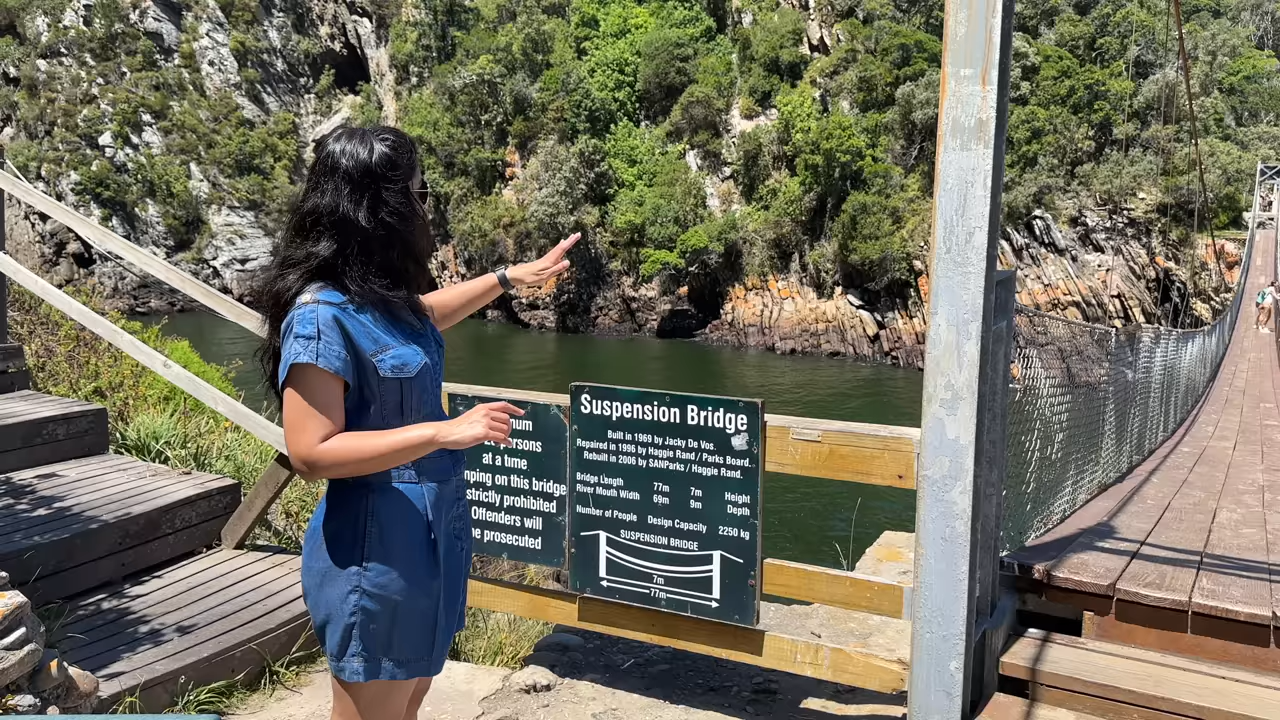 num
persons
at a time
nping on this bridge
strictly prohibited
Offenders will
be prosecuted
Suspension Bridge
Built in 1969 by Jacky De Vos.
Repaired in 1996 by Haggie Rand / Parks Board.
Rebuilt in 2006 by SANParks / Haggie Rand.
Bridge Length 77m 7m Height
River Mouth Width 69m 9m Depth
Number of People Design Capacity 2250 kg
SUSPENSION BRIDGE
7m
77m